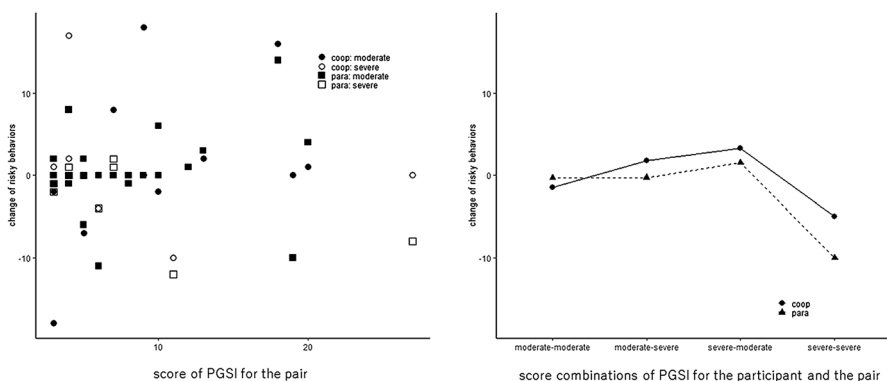 change of risky behaviors
10
0
-10
coop: moderate
coop: severe
para: moderate
para: severe
10
20
score of PGSI for the pair
change of risky behaviors
10
0
-10
coop
para
moderate-moderate
moderate-severe
severe-moderate
severe-severe
score combinations of PGSI for the participant and the pair